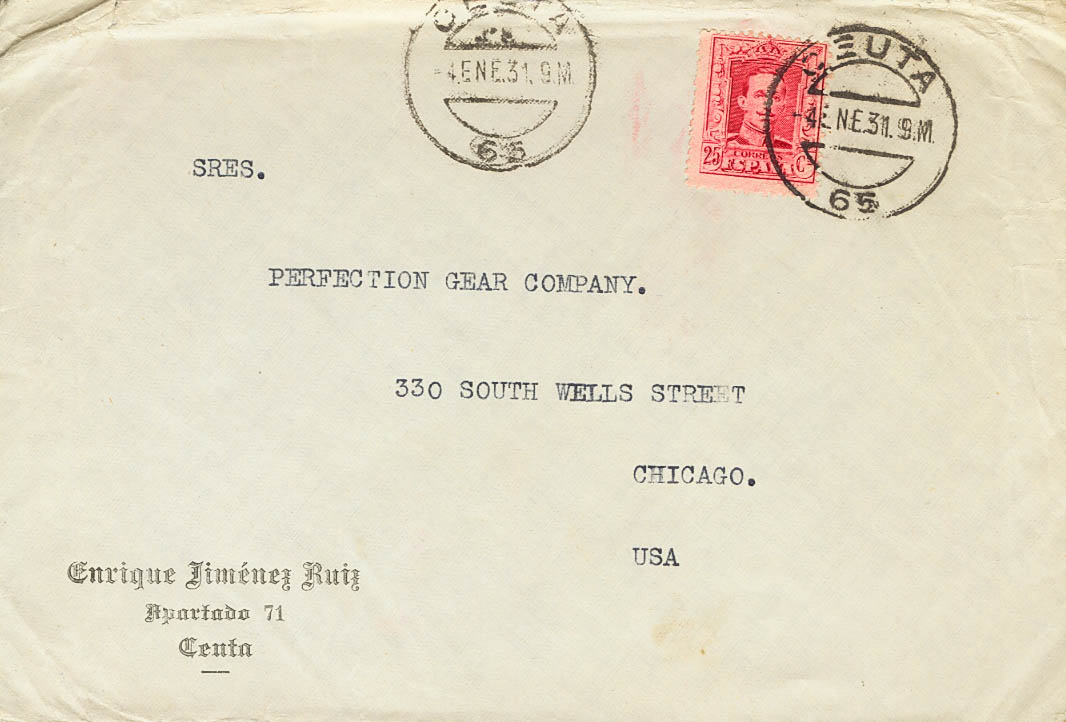 CEUTA
-4 ENE.31. 9.M.
65
CORREOS
25 ESPAÑA Cs
CEUTA
-4 ENE.31. 9.M.
65
SRES.
PERFECTION GEAR COMPANY.
330 SOUTH WELLS STREET
CHICAGO.
USA
Enrique Jiménez Ruiz
Apartado 71
Ceuta